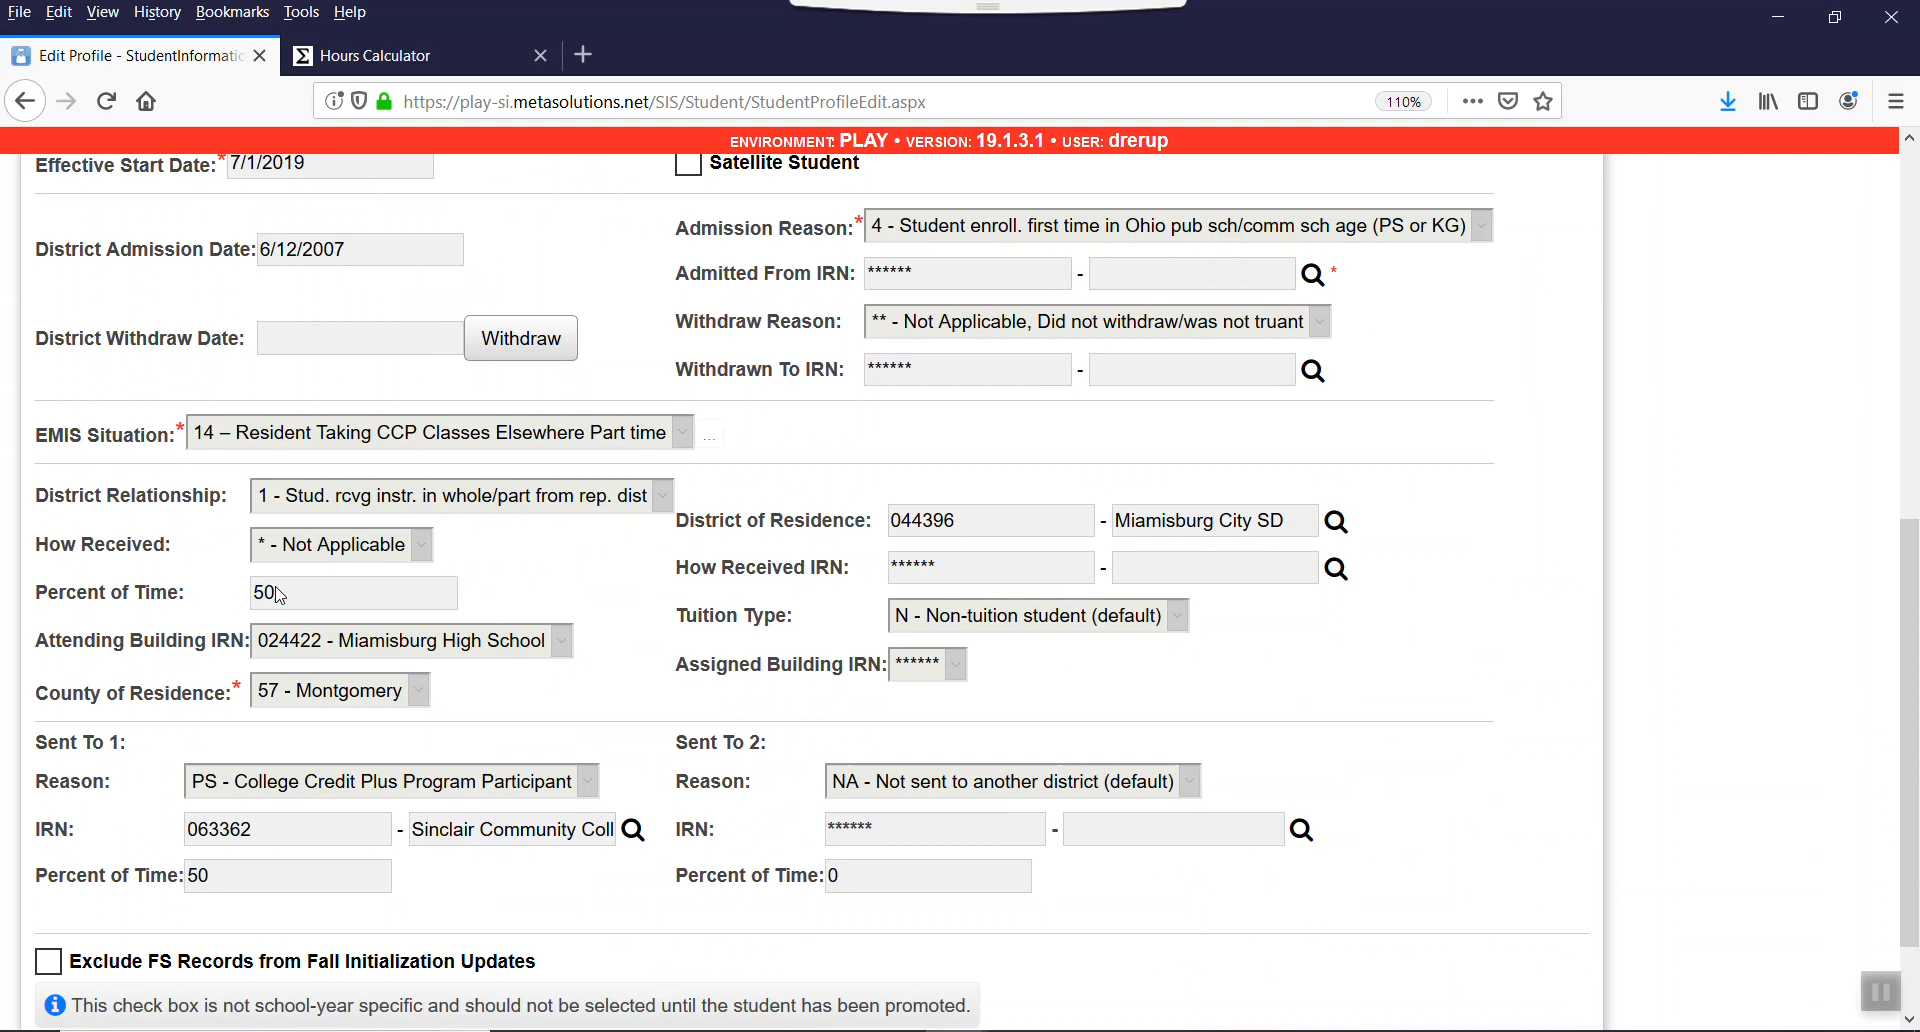 File Edit View History Bookmarks Tools Help
Edit Profile - StudentInformatic
Hours Calculator
https://play-si.metasolutions.net/SIS/Student/StudentProfileEdit.aspx
110%
ENVIRONMENT: PLAY • VERSION: 19.1.3.1 • USER: drerup
Effective Start Date:* 7/1/2019
Satellite Student
District Admission Date: 6/12/2007
Admission Reason:* 4 - Student enroll. first time in Ohio pub sch/comm sch age (PS or KG)
Admitted From IRN: ****** - *
District Withdraw Date: Withdraw
Withdraw Reason: ** - Not Applicable, Did not withdraw/was not truant
Withdrawn To IRN: ****** -
EMIS Situation:* 14 – Resident Taking CCP Classes Elsewhere Part time ...
District Relationship: 1 - Stud. rcvg instr. in whole/part from rep. dist
District of Residence: 044396 - Miamisburg City SD
How Received: * - Not Applicable
How Received IRN: ****** -
Percent of Time: 50
Tuition Type: N - Non-tuition student (default)
Attending Building IRN: 024422 - Miamisburg High School
Assigned Building IRN: ******
County of Residence:* 57 - Montgomery
Sent To 1:
Sent To 2:
Reason: PS - College Credit Plus Program Participant
Reason: NA - Not sent to another district (default)
IRN: 063362 - Sinclair Community Coll
IRN: ****** -
Percent of Time: 50
Percent of Time: 0
Exclude FS Records from Fall Initialization Updates
This check box is not school-year specific and should not be selected until the student has been promoted.